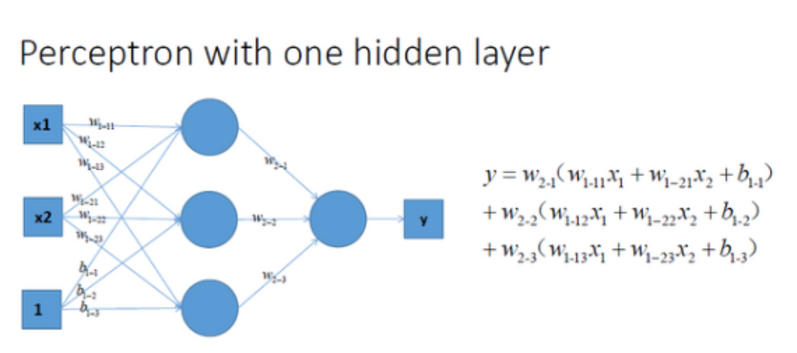 Perceptron with one hidden layer
x1
w₁₋₁₁
w₁₋₁₂
w₁₋₁₃
x2
w₁₋₂₁
w₁₋₂₂
w₁₋₂₃
1
b₁₋₁
b₁₋₂
b₁₋₃
w₂₋₁
w₂₋₂
w₂₋₃
y
y = w₂₋₁(w₁₋₁₁x₁ + w₁₋₂₁x₂ + b₁₋₁)
+ w₂₋₂(w₁₋₁₂x₁ + w₁₋₂₂x₂ + b₁₋₂)
+ w₂₋₃(w₁₋₁₃x₁ + w₁₋₂₃x₂ + b₁₋₃)